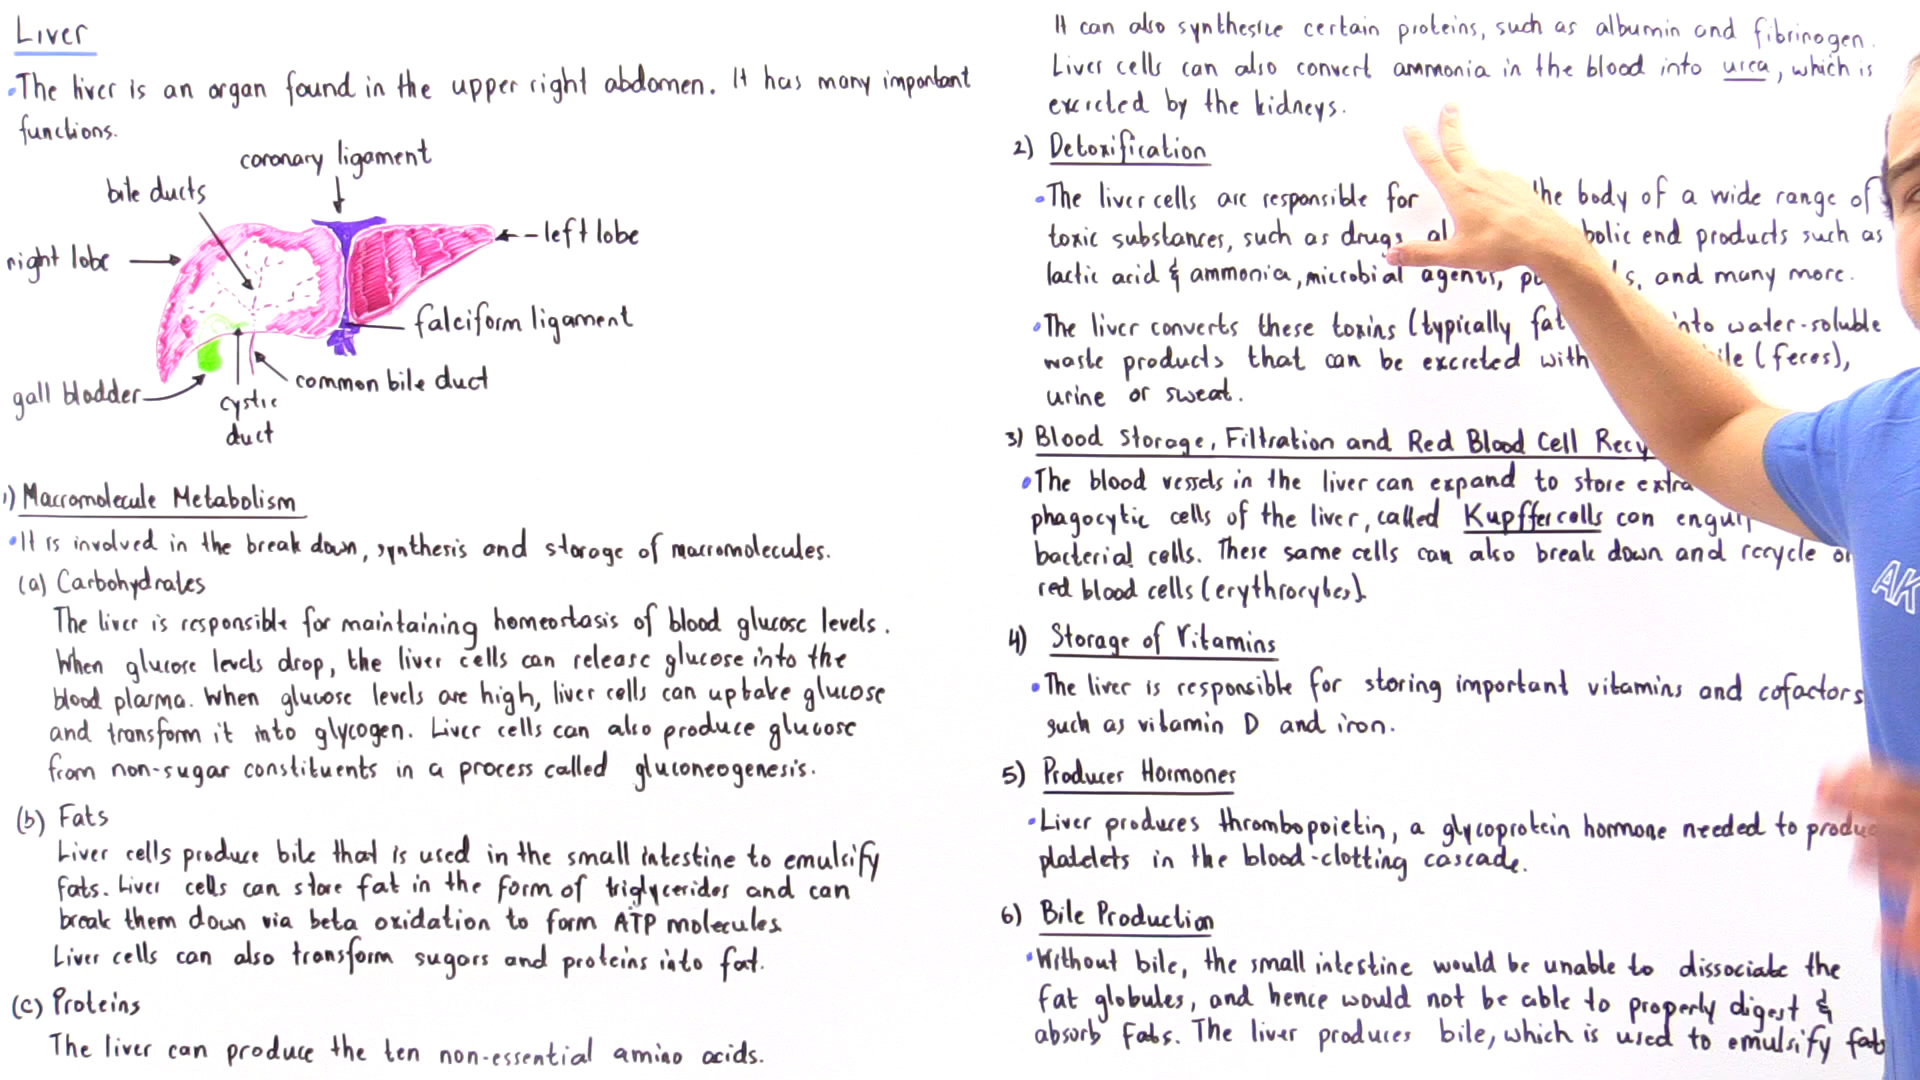 Liver
•The liver is an organ found in the upper right abdomen. It has many important
functions.
coronary ligament
bile ducts
left lobe
right lobe
falciform ligament
common bile duct
gall bladder
cystic
duct
1) Macromolecule Metabolism
•It is involved in the break down, synthesis and storage of macromolecules.
(a) Carbohydrates
The liver is responsible for maintaining homeostasis of blood glucose levels.
When glucose levels drop, the liver cells can release glucose into the
blood plasma. When glucose levels are high, liver cells can uptake glucose
and transform it into glycogen. Liver cells can also produce glucose
from non-sugar constituents in a process called gluconeogenesis.
(b) Fats
Liver cells produce bile that is used in the small intestine to emulsify
fats. Liver cells can store fat in the form of triglycerides and can
break them down via beta oxidation to form ATP molecules.
Liver cells can also transform sugars and proteins into fat.
(c) Proteins
The liver can produce the ten non-essential amino acids.
It can also synthesize certain proteins, such as albumin and fibrinogen.
Liver cells can also convert ammonia in the blood into urea, which is
excreted by the kidneys.
2) Detoxification
•The liver cells are responsible for the body of a wide range of
toxic substances, such as drugs, end products such as
lactic acid & ammonia, microbial agents, and many more.
•The liver converts these toxins (typically fat into water-soluble
waste products that can be excreted with (feces),
urine or sweat.
3) Blood Storage, Filtration and Red Blood Cell
•The blood vessels in the liver can expand to store extra
phagocytic cells of the liver, called Kupffer cells can
bacterial cells. These same cells can also break down and recycle
red blood cells (erythrocytes).
4) Storage of Vitamins
•The liver is responsible for storing important vitamins and cofactors
such as vitamin D and iron.
5) Produces Hormones
•Liver produces thrombopoietin, a glycoprotein hormone needed to
platelets in the blood-clotting cascade.
6) Bile Production
•Without bile, the small intestine would be unable to dissociate the
fat globules, and hence would not be able to properly digest &
absorb fats. The liver produces bile, which is used to emulsify fats
AK